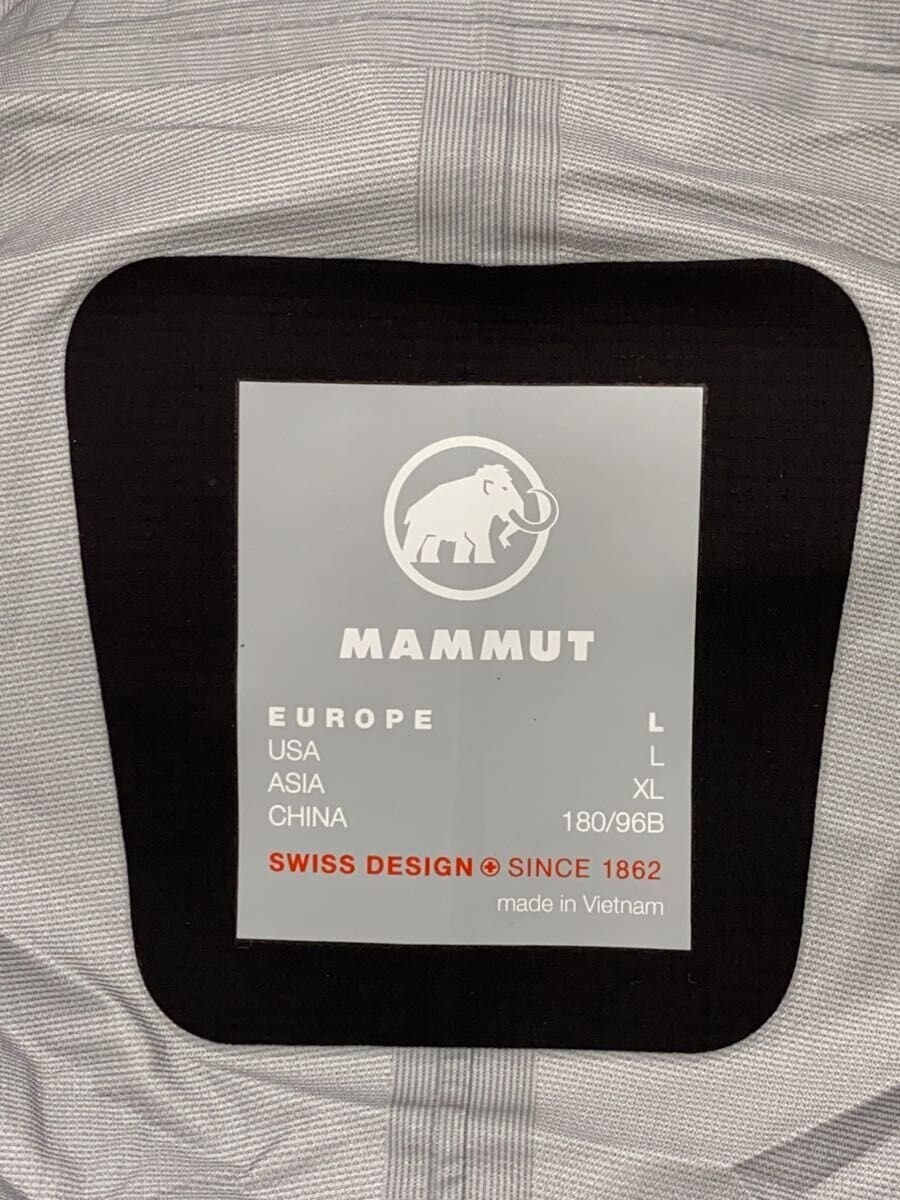 MAMMUT
EUROPE L
USA L
ASIA XL
CHINA 180/96B
SWISS DESIGN SINCE 1862
made in Vietnam